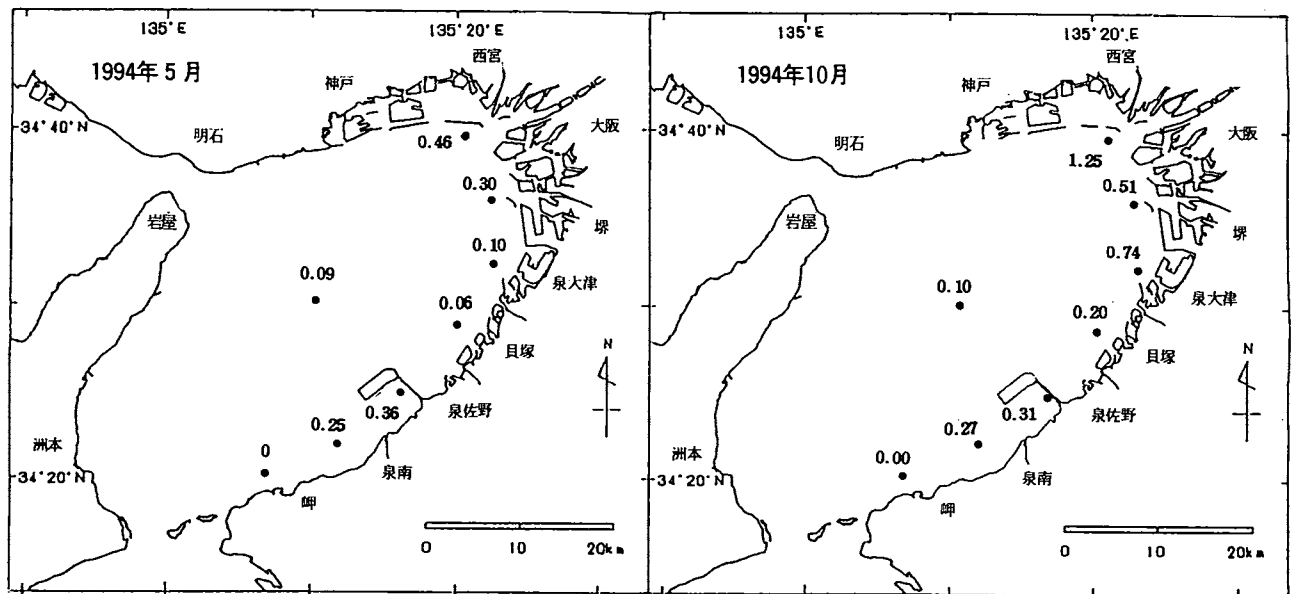 135°E
135°20′E
1994年5月
西宮
神戸
大阪
34°40′N
明石
0.46
0.30
岩屋
堺
0.10
泉大津
0.09
0.06
貝塚
N
0.36
泉佐野
0.25
洲本
0
泉南
34°20′N
岬
0
10
20km
135°E
135°20′E
1994年10月
西宮
神戸
大阪
34°40′N
明石
1.25
0.51
岩屋
堺
0.74
泉大津
0.10
0.20
貝塚
N
0.31
泉佐野
0.27
洲本
0.00
泉南
34°20′N
岬
0
10
20km